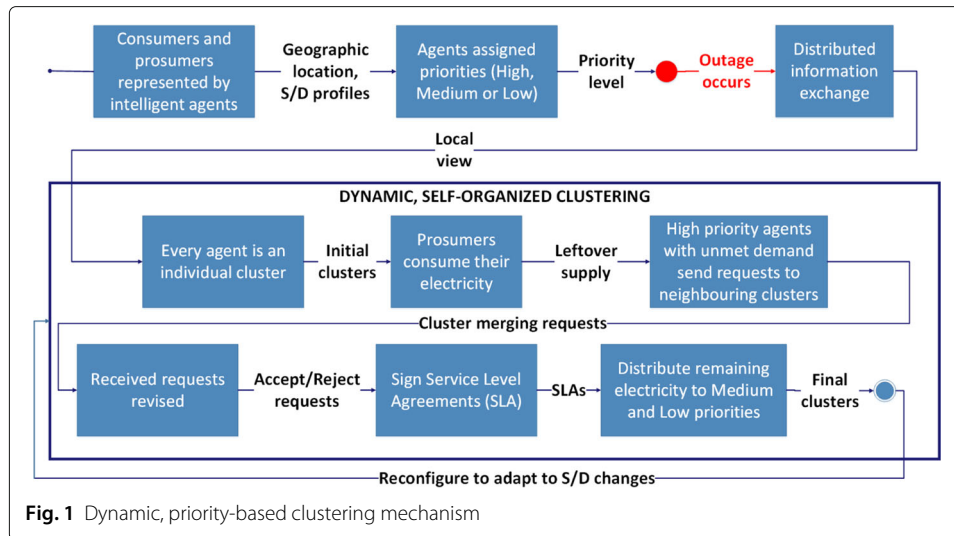 Consumers and
prosumers
represented by
intelligent agents
Geographic
location,
S/D profiles
Agents assigned
priorities (High,
Medium or Low)
Priority
level
Outage
occurs
Distributed
information
exchange
Local
view
DYNAMIC, SELF-ORGANIZED CLUSTERING
Every agent is an
individual cluster
Initial
clusters
Prosumers
consume their
electricity
Leftover
supply
High priority agents
with unmet demand
send requests to
neighbouring clusters
Cluster merging requests
Received requests
revised
Accept/Reject
requests
Sign Service Level
Agreements (SLA)
SLAs
Distribute remaining
electricity to Medium
and Low priorities
Final
clusters
Reconfigure to adapt to S/D changes
Fig. 1 Dynamic, priority-based clustering mechanism